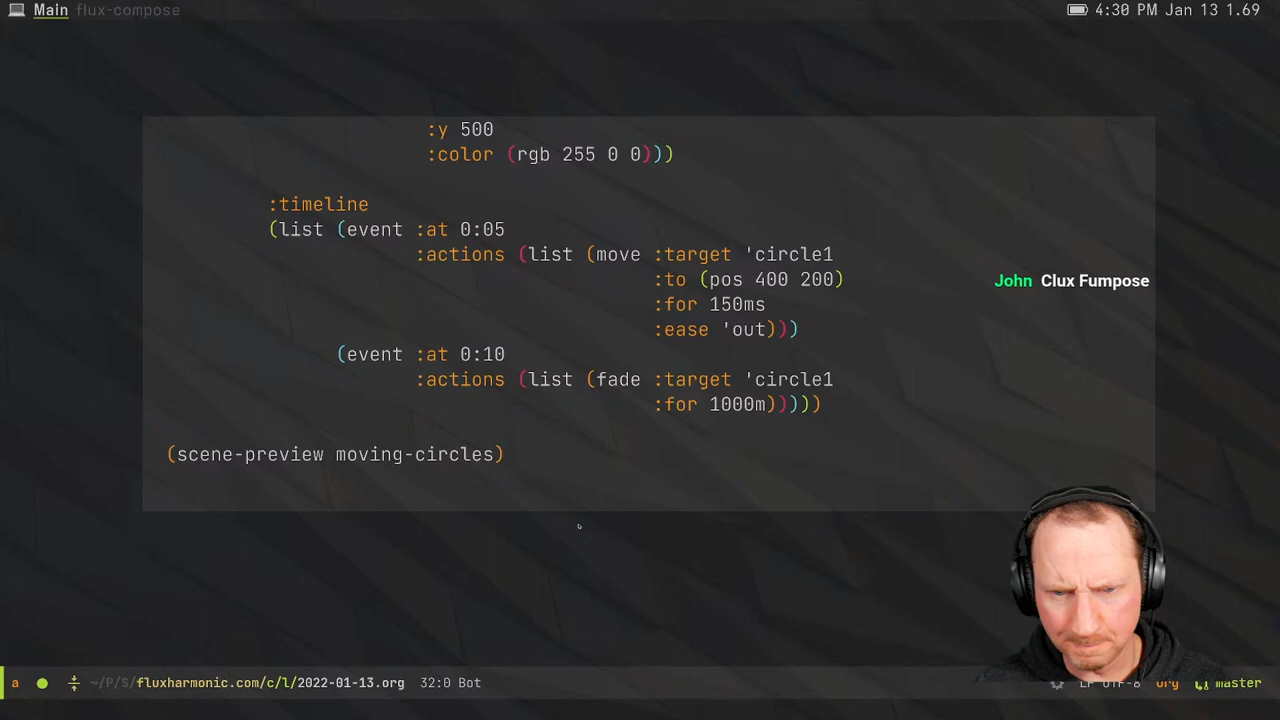 Main flux-compose
4:30 PM Jan 13 1.69
:y 500
:color (rgb 255 0 0)))
:timeline
(list (event :at 0:05
:actions (list (move :target 'circle1
:to (pos 400 200)
:for 150ms
:ease 'out)))
(event :at 0:10
:actions (list (fade :target 'circle1
:for 1000m)))))
(scene-preview moving-circles)
John Clux Fumpose
a ~/P/S/fluxharmonic.com/c/l/2022-01-13.org 32:0 Bot
LF UTF-8 org master